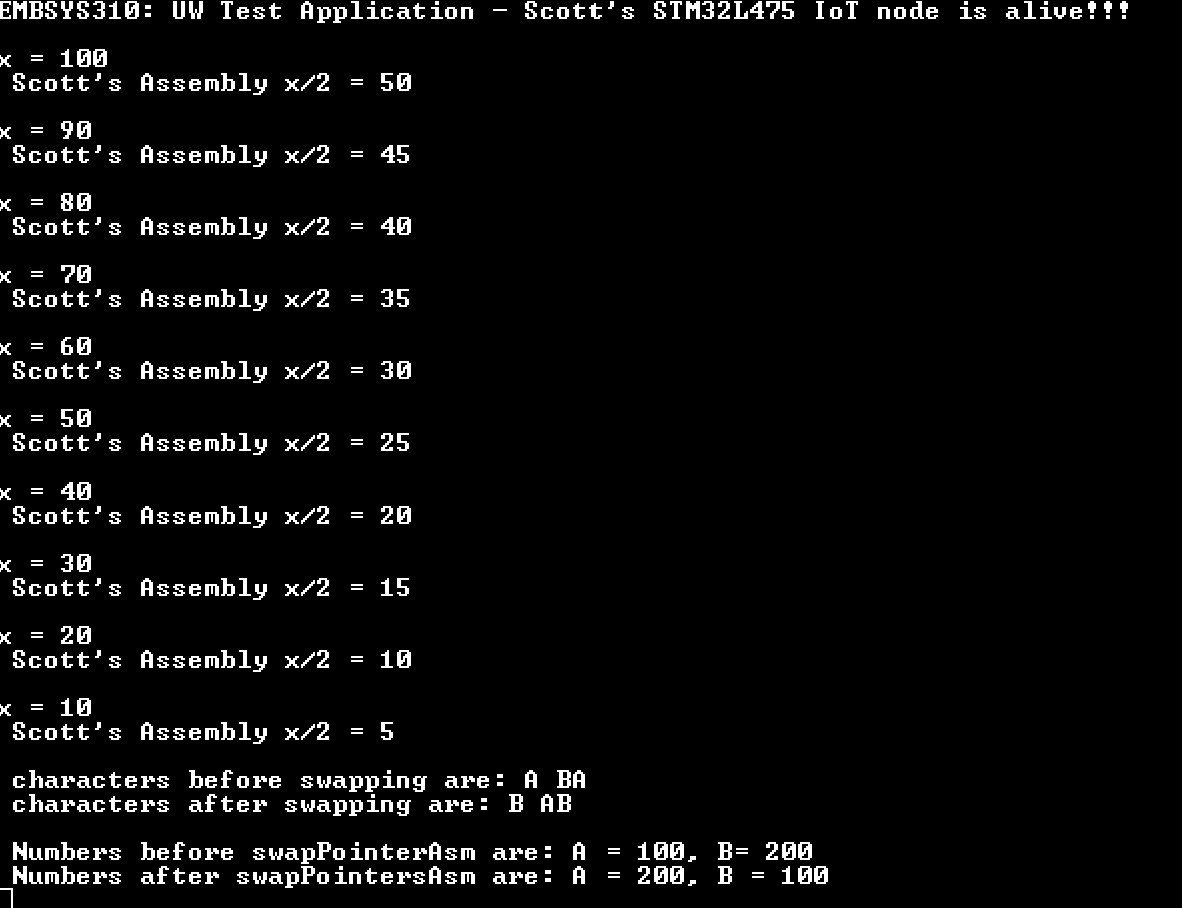 EMBSYS310: UW Test Application - Scott's STM32L475 IoT node is alive!!!
x = 100
Scott's Assembly x/2 = 50
x = 90
Scott's Assembly x/2 = 45
x = 80
Scott's Assembly x/2 = 40
x = 70
Scott's Assembly x/2 = 35
x = 60
Scott's Assembly x/2 = 30
x = 50
Scott's Assembly x/2 = 25
x = 40
Scott's Assembly x/2 = 20
x = 30
Scott's Assembly x/2 = 15
x = 20
Scott's Assembly x/2 = 10
x = 10
Scott's Assembly x/2 = 5
characters before swapping are: A BA
characters after swapping are: B AB
Numbers before swapPointerAsm are: A = 100, B= 200
Numbers after swapPointersAsm are: A = 200, B = 100